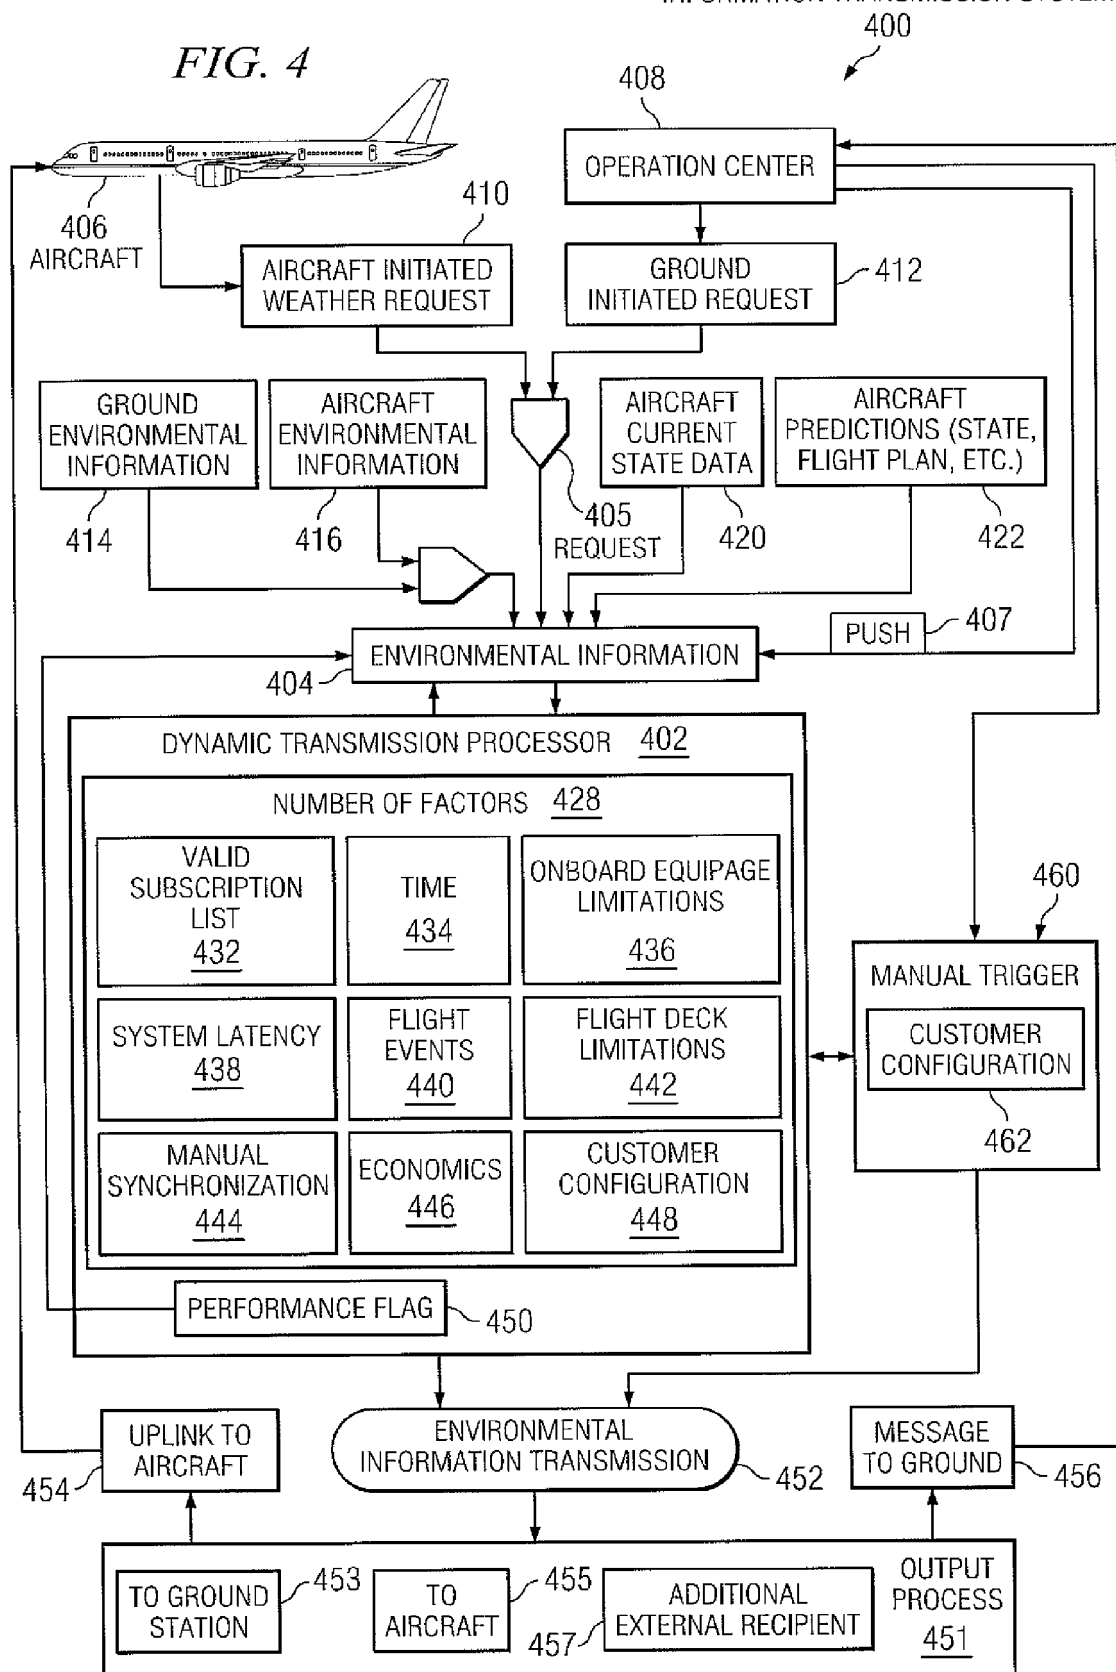 FIG. 4
400
408
OPERATION CENTER
406
AIRCRAFT
410
AIRCRAFT INITIATED
WEATHER REQUEST
GROUND
INITIATED REQUEST
412
GROUND
ENVIRONMENTAL
INFORMATION
AIRCRAFT
ENVIRONMENTAL
INFORMATION
AIRCRAFT
CURRENT
STATE DATA
AIRCRAFT
PREDICTIONS (STATE,
FLIGHT PLAN, ETC.)
414
416
405
REQUEST
420
422
PUSH
407
ENVIRONMENTAL INFORMATION
404
DYNAMIC TRANSMISSION PROCESSOR 402
NUMBER OF FACTORS 428
VALID
SUBSCRIPTION
LIST
432
TIME
434
ONBOARD EQUIPAGE
LIMITATIONS
436
SYSTEM LATENCY
438
FLIGHT
EVENTS
440
FLIGHT DECK
LIMITATIONS
442
MANUAL
SYNCHRONIZATION
444
ECONOMICS
446
CUSTOMER
CONFIGURATION
448
460
MANUAL TRIGGER
CUSTOMER
CONFIGURATION
462
PERFORMANCE FLAG
450
UPLINK TO
AIRCRAFT
454
ENVIRONMENTAL
INFORMATION TRANSMISSION
452
MESSAGE
TO GROUND
456
TO GROUND
STATION
453
TO
AIRCRAFT
455
ADDITIONAL
EXTERNAL RECIPIENT
457
OUTPUT
PROCESS
451